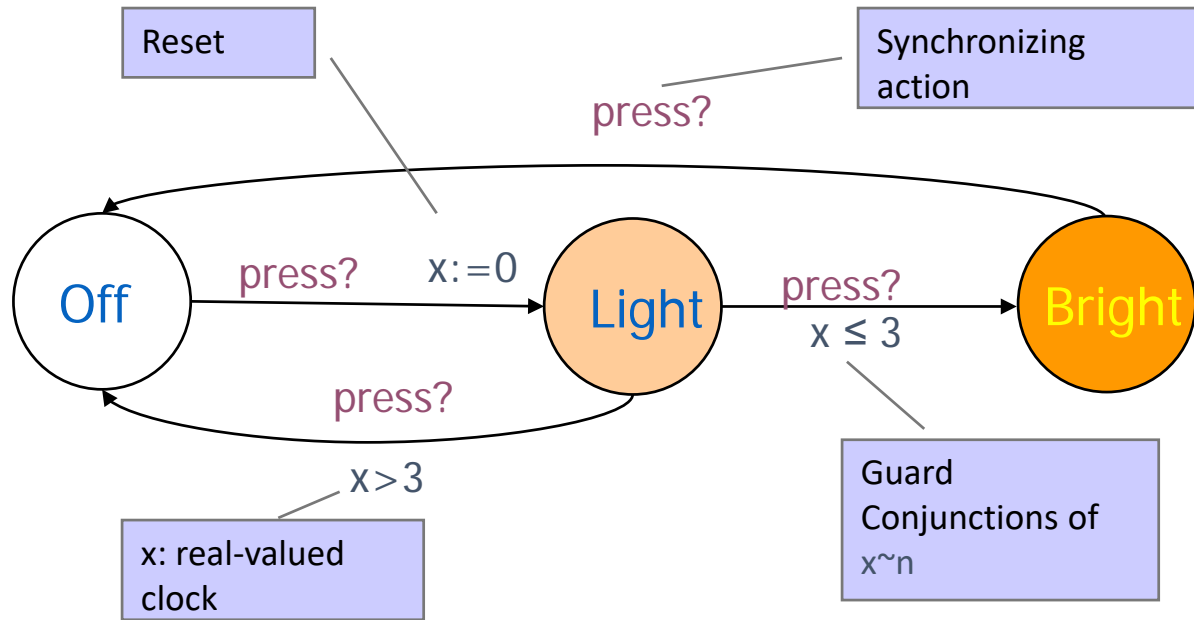 Reset
Synchronizing
action
press?
Off
press?
x:=0
Light
press?
x ≤ 3
Bright
press?
x>3
x: real-valued
clock
Guard
Conjunctions of
x~n